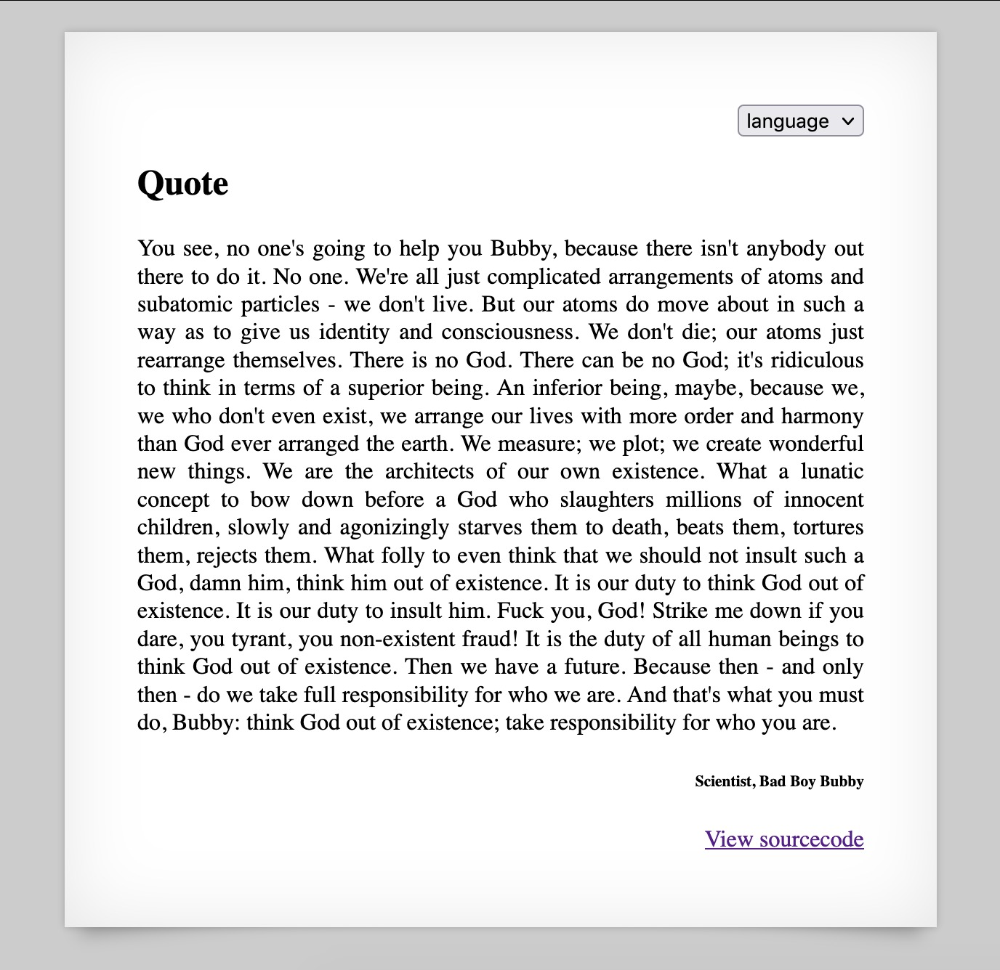 language
Quote
You see, no one's going to help you Bubby, because there isn't anybody out
there to do it. No one. We're all just complicated arrangements of atoms and
subatomic particles - we don't live. But our atoms do move about in such a
way as to give us identity and consciousness. We don't die; our atoms just
rearrange themselves. There is no God. There can be no God; it's ridiculous
to think in terms of a superior being. An inferior being, maybe, because we,
we who don't even exist, we arrange our lives with more order and harmony
than God ever arranged the earth. We measure; we plot; we create wonderful
new things. We are the architects of our own existence. What a lunatic
concept to bow down before a God who slaughters millions of innocent
children, slowly and agonizingly starves them to death, beats them, tortures
them, rejects them. What folly to even think that we should not insult such a
God, damn him, think him out of existence. It is our duty to think God out of
existence. It is our duty to insult him. Fuck you, God! Strike me down if you
dare, you tyrant, you non-existent fraud! It is the duty of all human beings to
think God out of existence. Then we have a future. Because then - and only
then - do we take full responsibility for who we are. And that's what you must
do, Bubby: think God out of existence; take responsibility for who you are.
Scientist, Bad Boy Bubby
View sourcecode